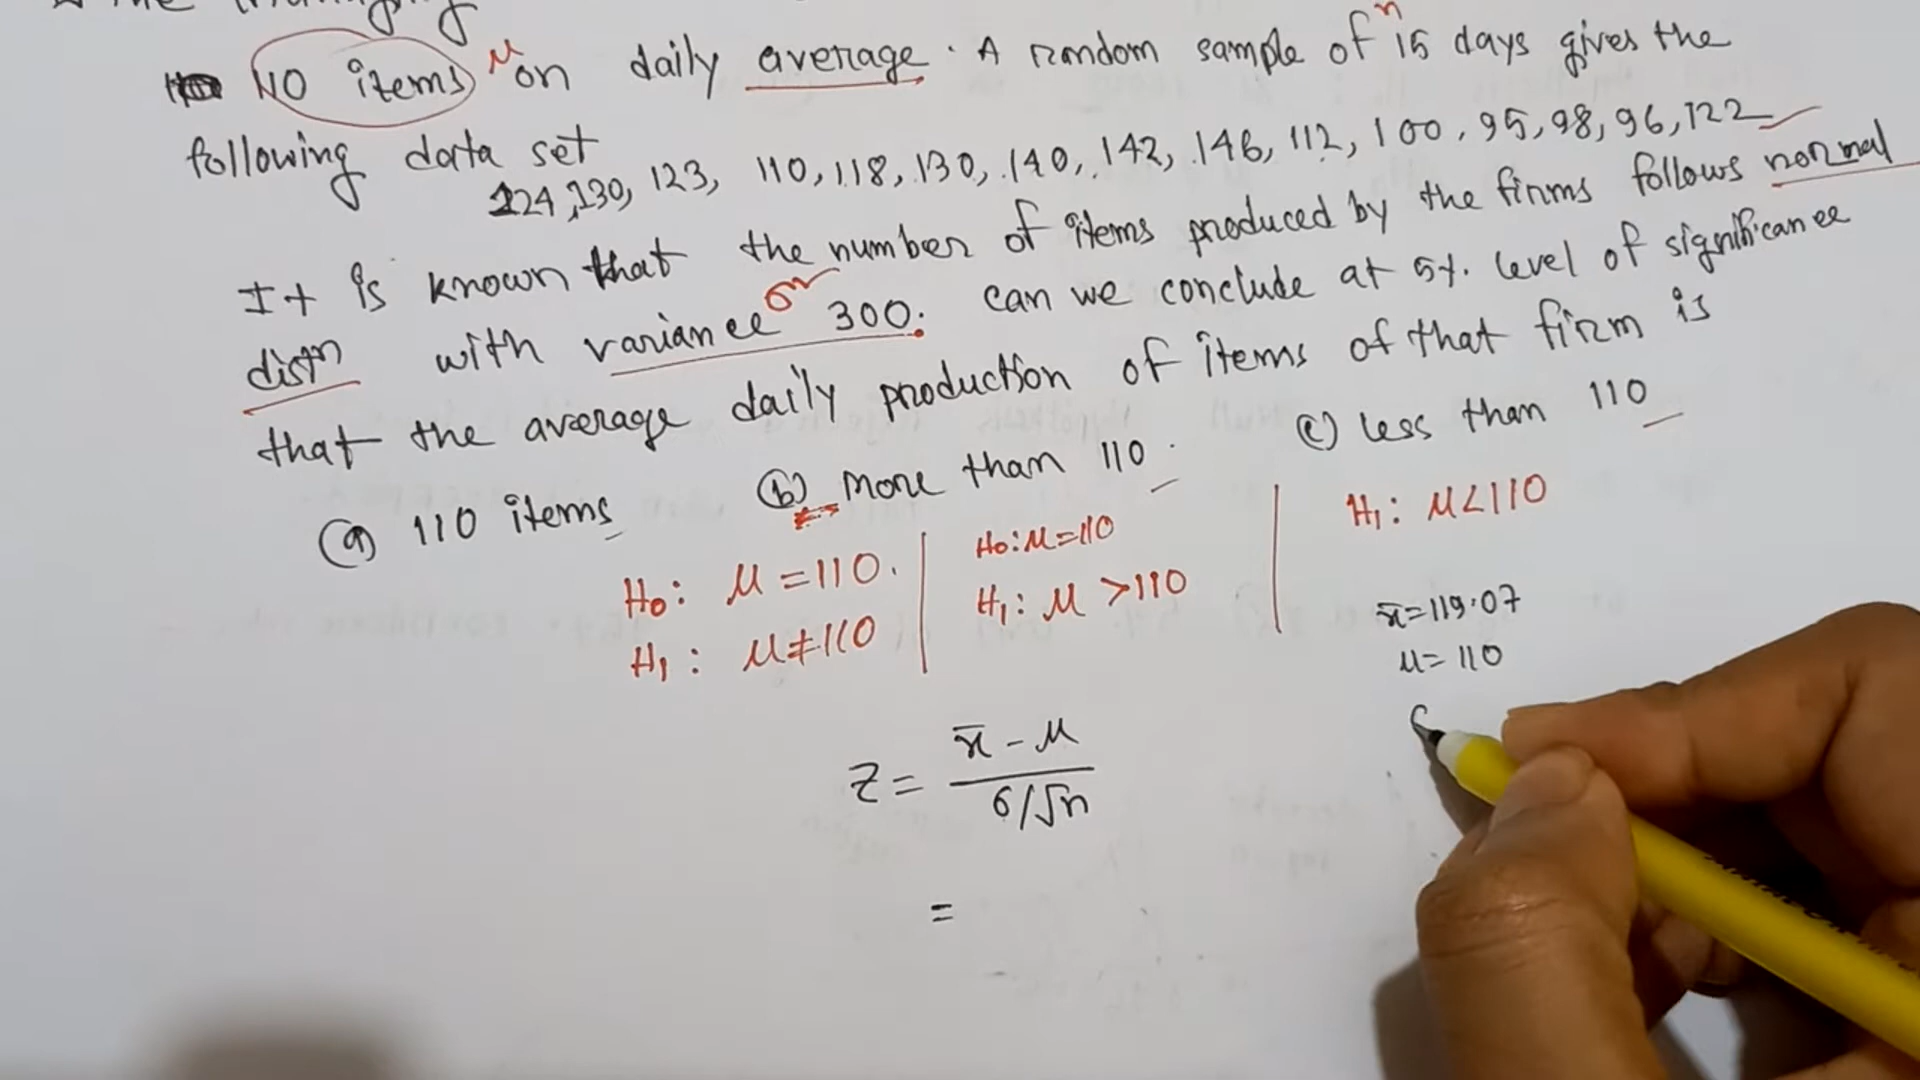 110 items μ on daily average. A random sample of n 15 days gives the
following data set
124, 130, 123, 110, 118, 130, 140, 142, 146, 112, 100, 95, 98, 96, 122
It is known that the number of items produced by the firms follows normal
distn with variance σ² 300. can we conclude at 5%. level of significance
that the average daily production of items of that firm is
(a) 110 items (b) more than 110. (c) less than 110
H₀: μ = 110. H₀: μ = 110 H₁: μ < 110
H₁: μ ≠ 110 H₁: μ > 110
x̄ = 119.07
μ = 110
Z = (x̄ - μ) / (σ/√n)
=